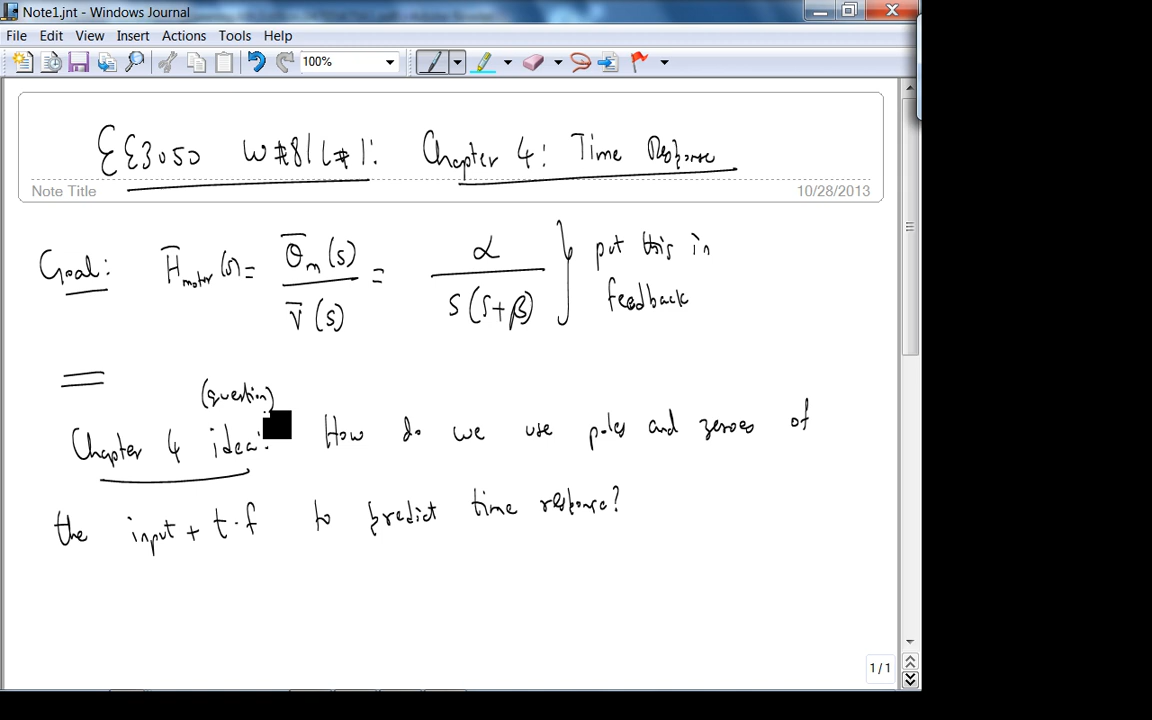 Note1.jnt - Windows Journal
File Edit View Insert Actions Tools Help
100%
EE3050 W#8 | L#1: Chapter 4: Time Response
Note Title
10/28/2013
Goal: H̅motor(s) = Θ̅m(s) / V̅(s) = α / s(s+β) } put this in feedback
(question)
Chapter 4 idea: How do we use poles and zeroes of
the input + t.f to predict time response?
1/1